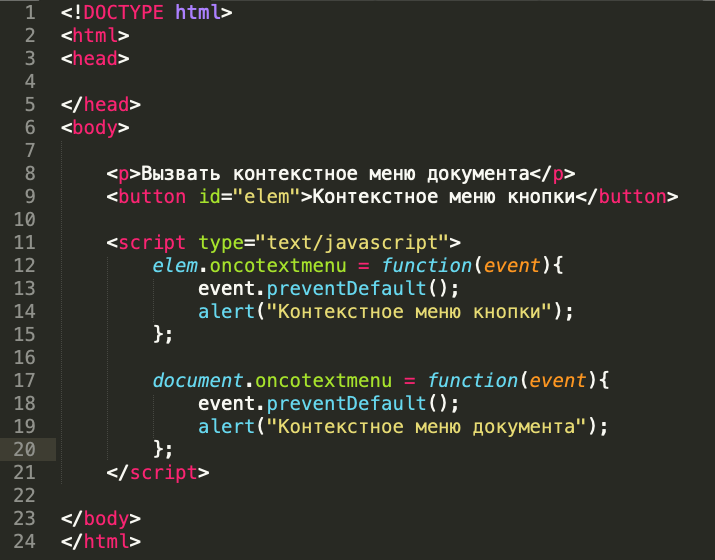 1 <!DOCTYPE html>
2 <html>
3 <head>
4
5 </head>
6 <body>
7
8 <p>Вызвать контекстное меню документа</p>
9 <button id="elem">Контекстное меню кнопки</button>
10
11 <script type="text/javascript">
12 elem.oncotextmenu = function(event){
13 event.preventDefault();
14 alert("Контекстное меню кнопки");
15 };
16
17 document.oncotextmenu = function(event){
18 event.preventDefault();
19 alert("Контекстное меню документа");
20 };
21 </script>
22
23 </body>
24 </html>